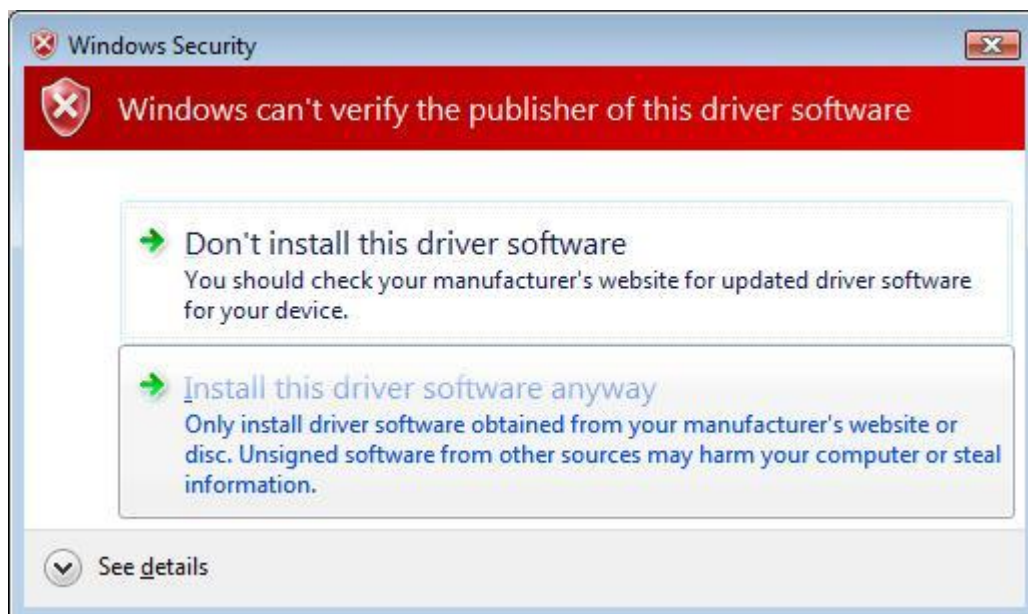 Windows Security
Windows can't verify the publisher of this driver software
Don't install this driver software
You should check your manufacturer's website for updated driver software
for your device.
Install this driver software anyway
Only install driver software obtained from your manufacturer's website or
disc. Unsigned software from other sources may harm your computer or steal
information.
See details